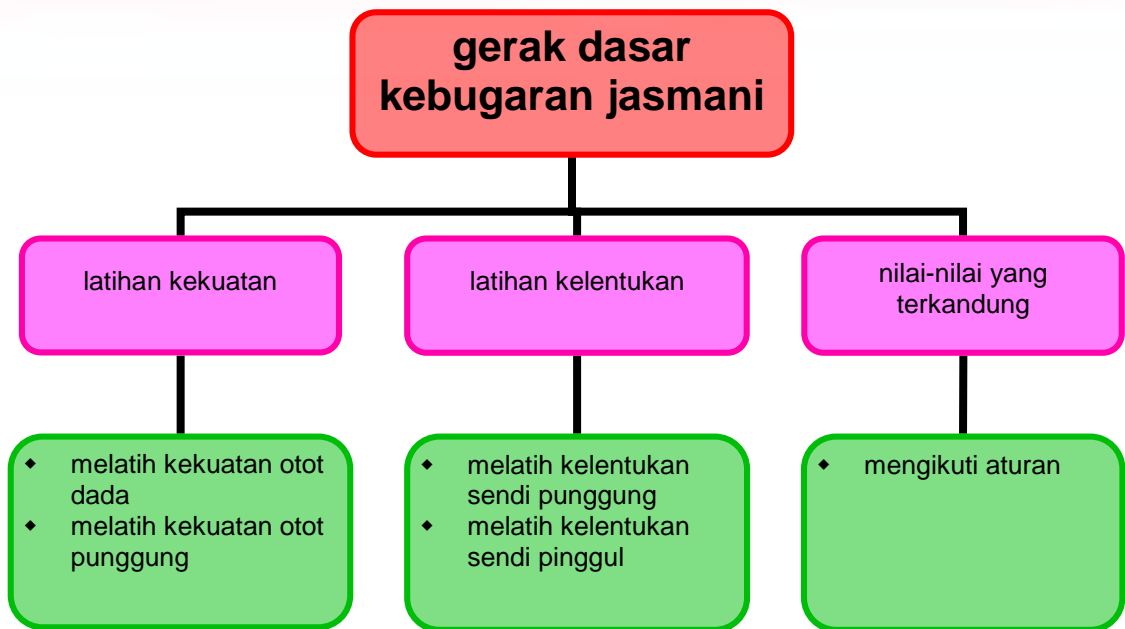 gerak dasar
kebugaran jasmani
latihan kekuatan
latihan kelentukan
nilai-nilai yang
terkandung
melatih kekuatan otot
dada
melatih kekuatan otot
punggung
melatih kelentukan
sendi punggung
melatih kelentukan
sendi pinggul
mengikuti aturan